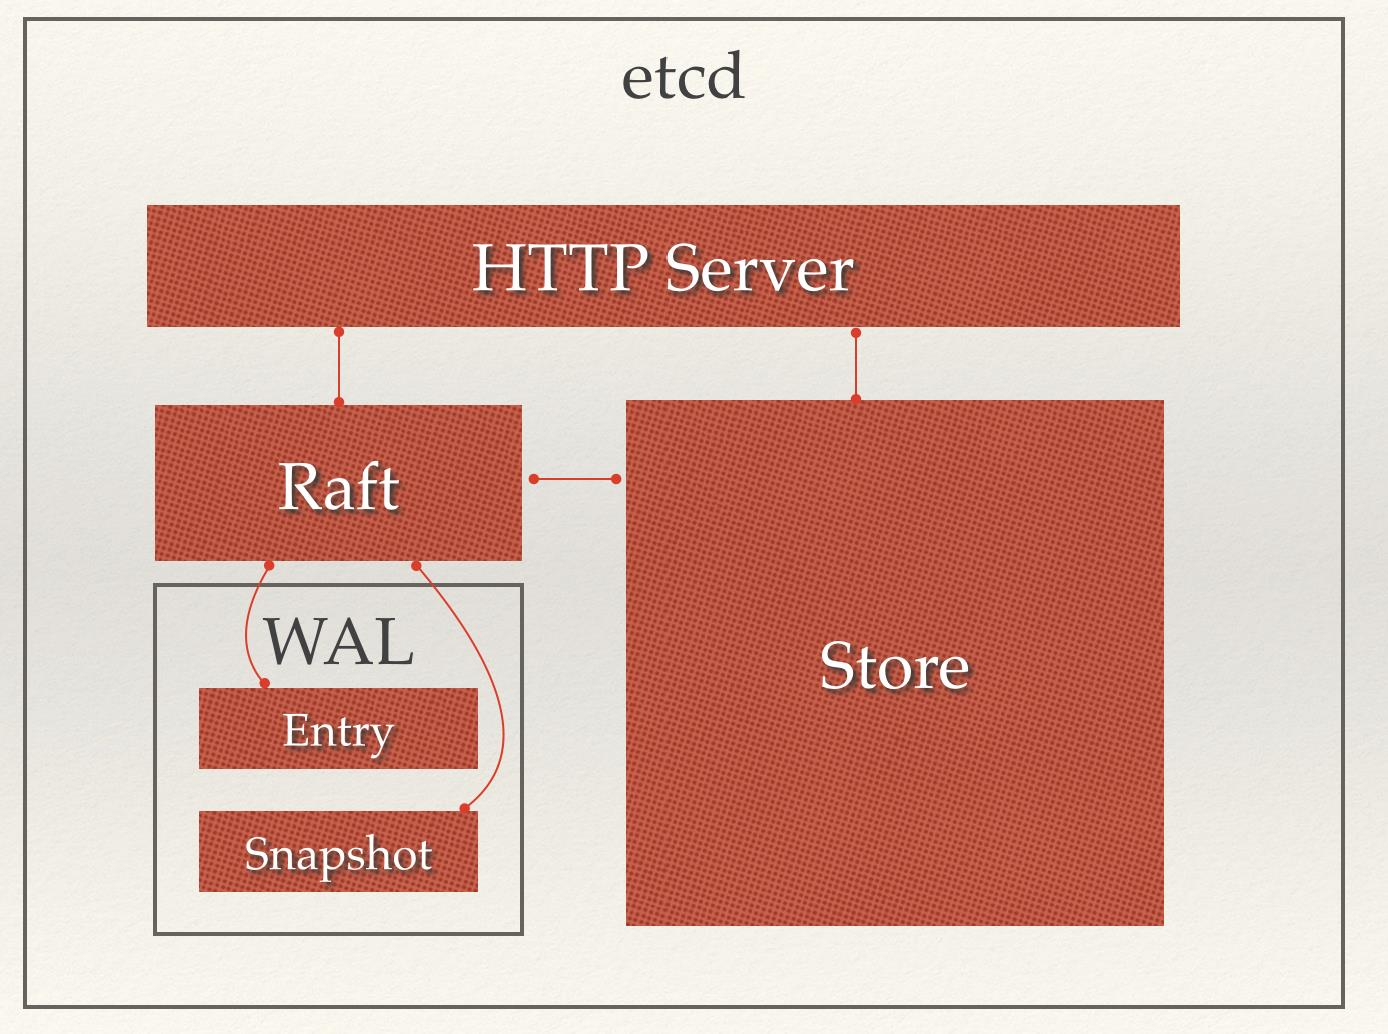 etcd
HTTP Server
Raft
WAL
Entry
Snapshot
Store